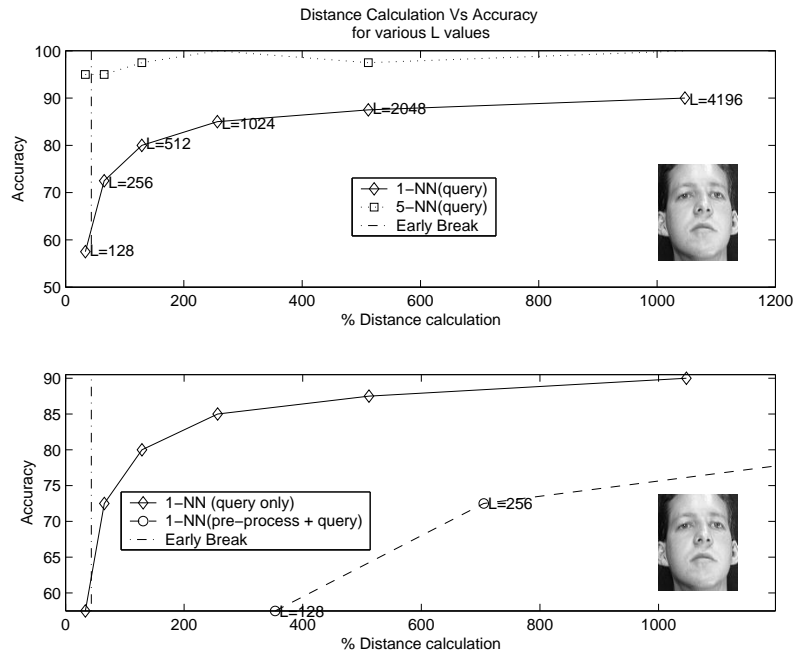 Distance Calculation Vs Accuracy
for various L values
100
90
80
70
60
50
Accuracy
L=128
L=256
L=512
L=1024
L=2048
L=4196
1-NN(query)
5-NN(query)
Early Break
0 200 400 600 800 1000 1200
% Distance calculation
90
85
80
75
70
65
60
Accuracy
1-NN (query only)
1-NN(pre-process + query)
Early Break
L=256
L=128
0 200 400 600 800 1000
% Distance calculation